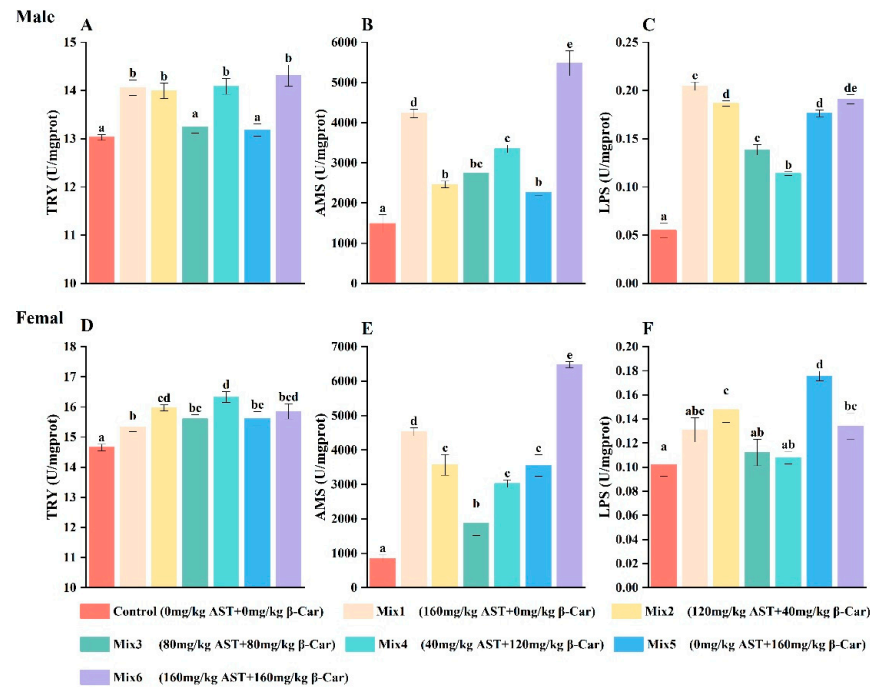 Male
A
B
C
TRY (U/mgprot)
15
14
13
12
11
10
a
b
b
a
b
a
b
AMS (U/mgprot)
6000
5000
4000
3000
2000
1000
0
a
d
b
bc
c
b
e
LPS (U/mgprot)
0.25
0.20
0.15
0.10
0.05
0.00
a
e
d
c
b
d
de
Femal
D
E
F
TRY (U/mgprot)
18
17
16
15
14
13
12
11
10
a
b
cd
bc
d
bc
bcd
AMS (U/mgprot)
7000
6000
5000
4000
3000
2000
1000
0
a
d
c
b
c
c
e
LPS (U/mgprot)
0.20
0.18
0.16
0.14
0.12
0.10
0.08
0.06
0.04
0.02
0.00
a
abc
c
ab
ab
d
bc
Control (0mg/kg AST+0mg/kg β-Car)
Mix1 (160mg/kg AST+0mg/kg β-Car)
Mix2 (120mg/kg AST+40mg/kg β-Car)
Mix3 (80mg/kg AST+80mg/kg β-Car)
Mix4 (40mg/kg AST+120mg/kg β-Car)
Mix5 (0mg/kg AST+160mg/kg β-Car)
Mix6 (160mg/kg AST+160mg/kg β-Car)